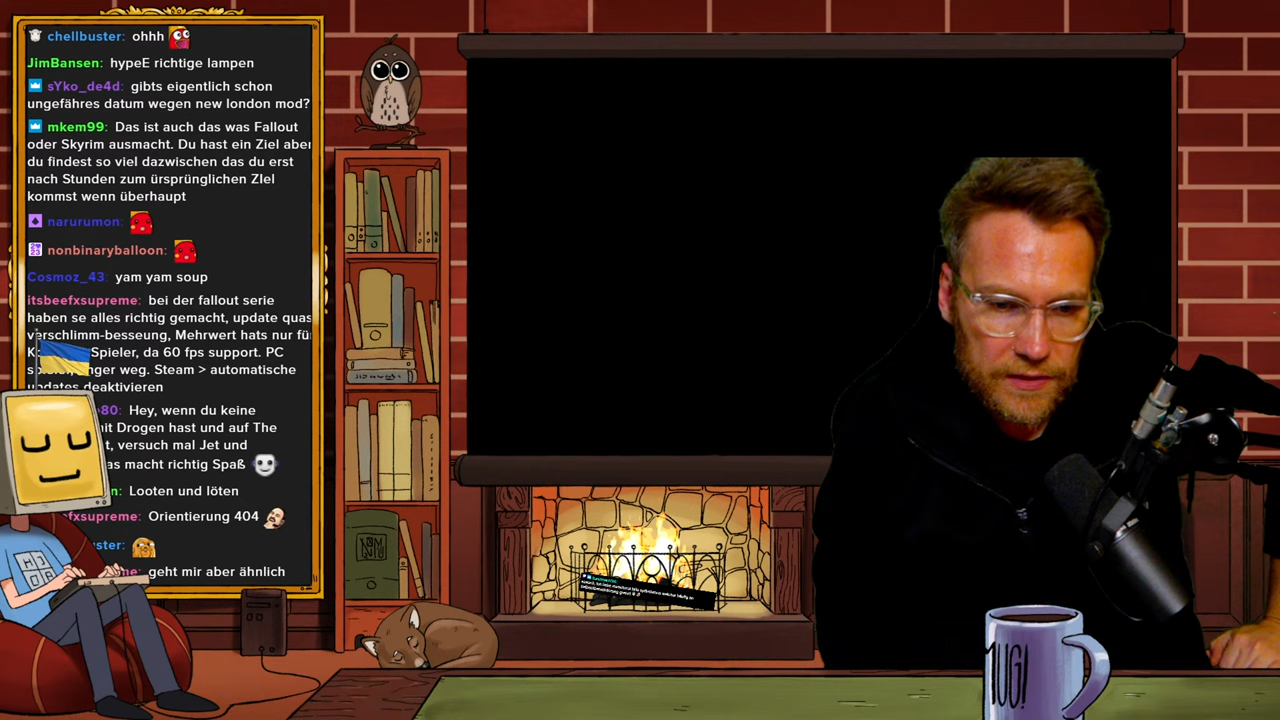 chellbuster: ohhh
JimBansen: hypeE richtige lampen
sYko_de4d: gibts eigentlich schon
ungefähres datum wegen new london mod?
mkem99: Das ist auch das was Fallout
oder Skyrim ausmacht. Du hast ein Ziel aber
du findest so viel dazwischen das du erst
nach Stunden zum ürsprünglichen ZIel
kommst wenn überhaupt
narurumon:
nonbinaryballoon:
Cosmoz_43: yam yam soup
itsbeefxsupreme: bei der fallout serie
haben se alles richtig gemacht, update quas
verschlimm-besseung, Mehrwert hats nur für
Spieler, da 60 fps support. PC
weg. Steam > automatische
updates deaktivieren
80: Hey, wenn du keine
mit Drogen hast und auf The
versuch mal Jet und
macht richtig Spaß
Looten und löten
efxsupreme: Orientierung 404
uster:
me: geht mir aber ähnlich
MUG!